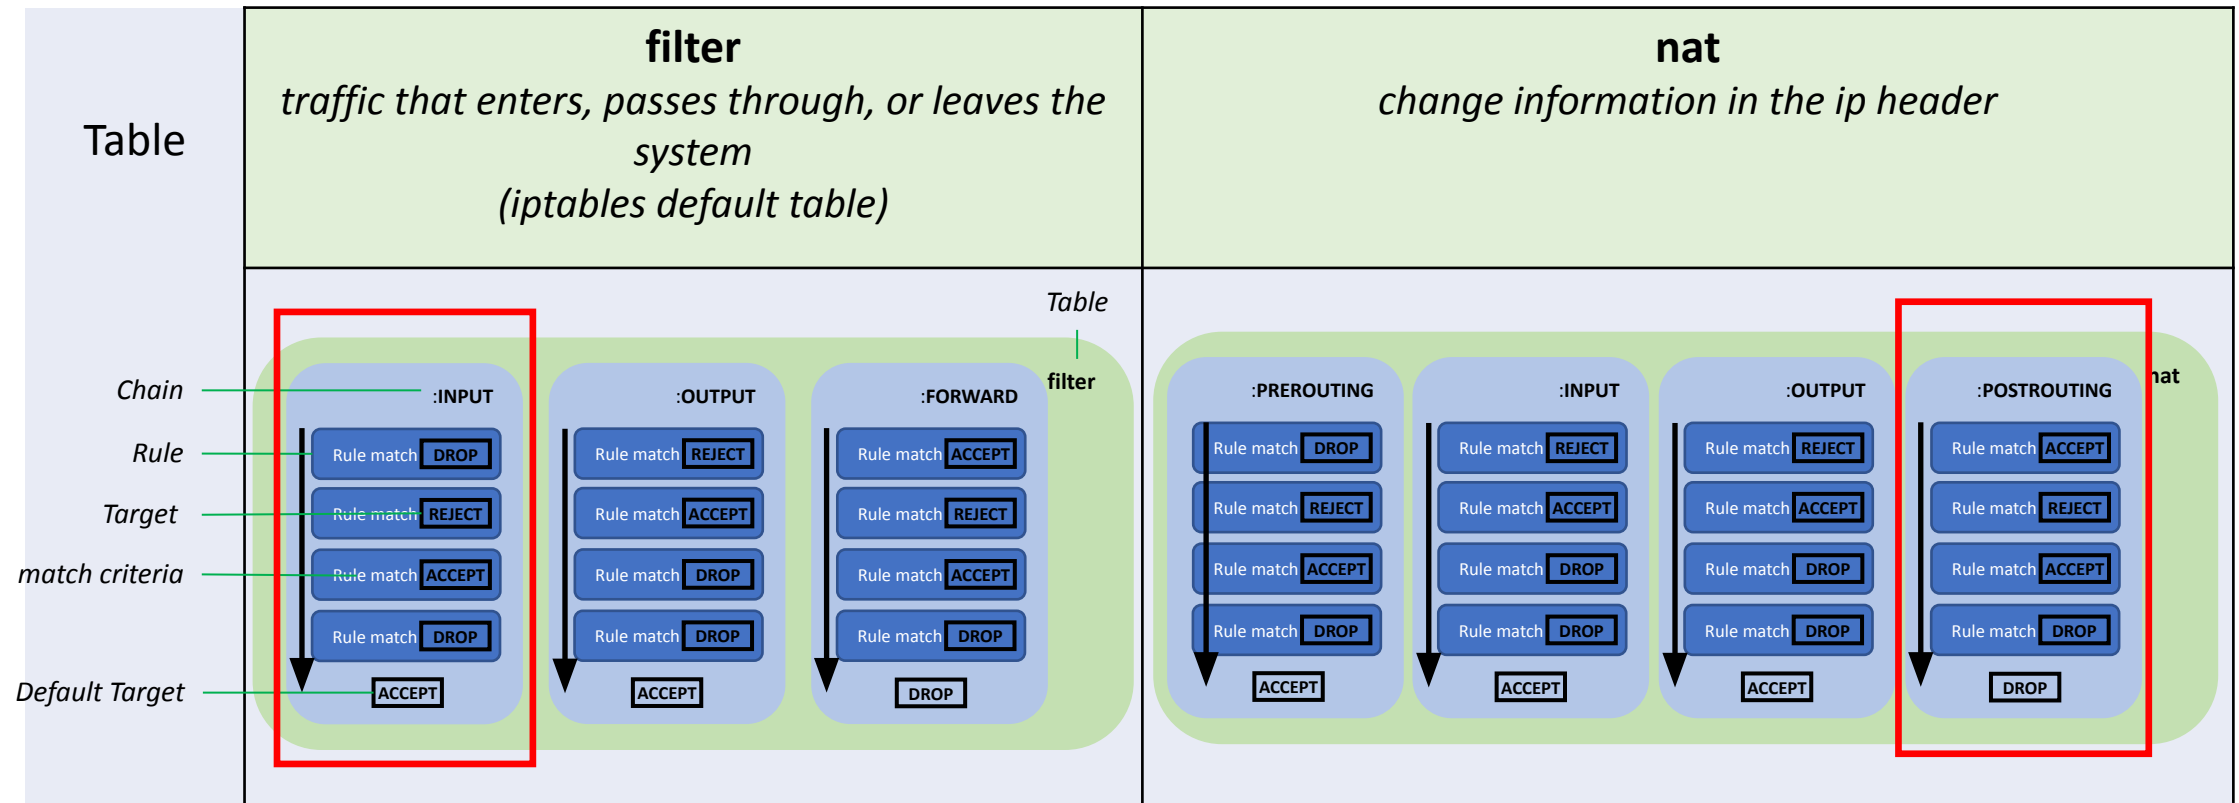 Table
filter
traffic that enters, passes through, or leaves the
system
(iptables default table)
nat
change information in the ip header
Table
filter
Chain
Rule
Target
match criteria
Default Target
:INPUT
Rule match DROP
Rule match REJECT
Rule match ACCEPT
Rule match DROP
ACCEPT
:OUTPUT
Rule match REJECT
Rule match ACCEPT
Rule match DROP
Rule match DROP
ACCEPT
:FORWARD
Rule match ACCEPT
Rule match REJECT
Rule match ACCEPT
Rule match DROP
DROP
nat
:PREROUTING
Rule match DROP
Rule match REJECT
Rule match ACCEPT
Rule match DROP
ACCEPT
:INPUT
Rule match REJECT
Rule match ACCEPT
Rule match DROP
Rule match DROP
ACCEPT
:OUTPUT
Rule match REJECT
Rule match ACCEPT
Rule match DROP
Rule match DROP
ACCEPT
:POSTROUTING
Rule match ACCEPT
Rule match REJECT
Rule match ACCEPT
Rule match DROP
DROP